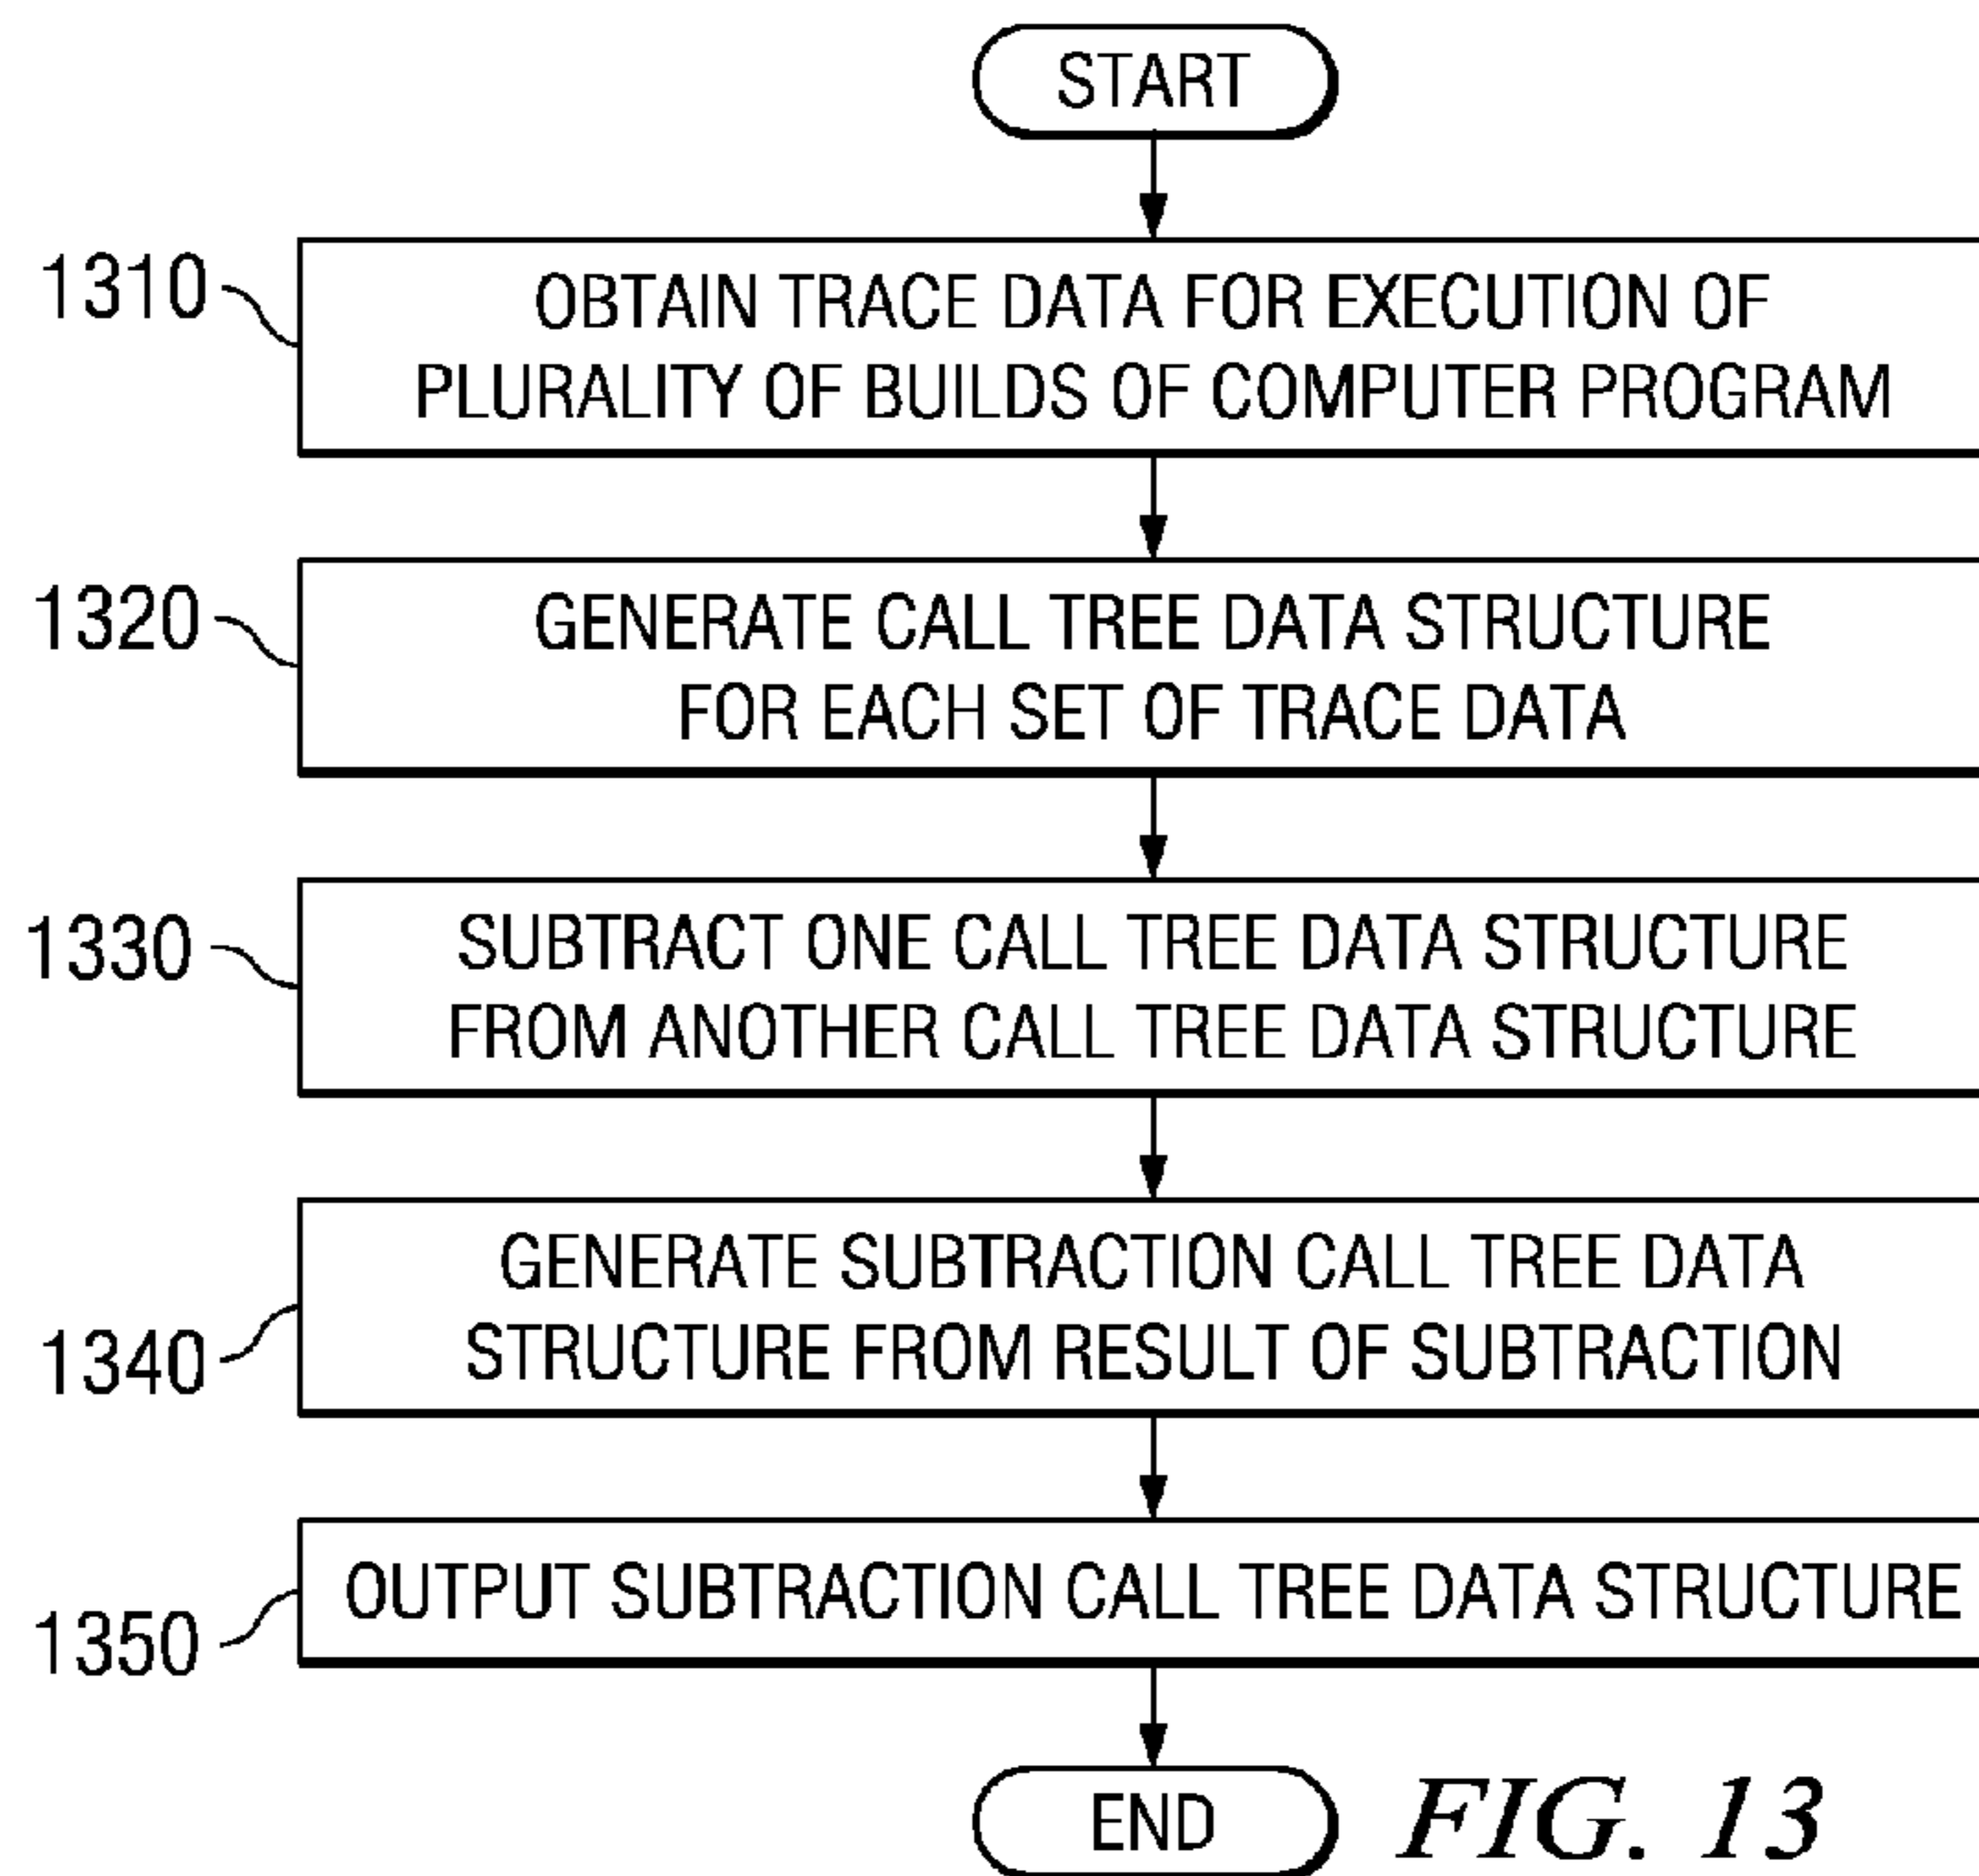 START
1310
OBTAIN TRACE DATA FOR EXECUTION OF
PLURALITY OF BUILDS OF COMPUTER PROGRAM
1320
GENERATE CALL TREE DATA STRUCTURE
FOR EACH SET OF TRACE DATA
1330
SUBTRACT ONE CALL TREE DATA STRUCTURE
FROM ANOTHER CALL TREE DATA STRUCTURE
1340
GENERATE SUBTRACTION CALL TREE DATA
STRUCTURE FROM RESULT OF SUBTRACTION
1350
OUTPUT SUBTRACTION CALL TREE DATA STRUCTURE
END
FIG. 13